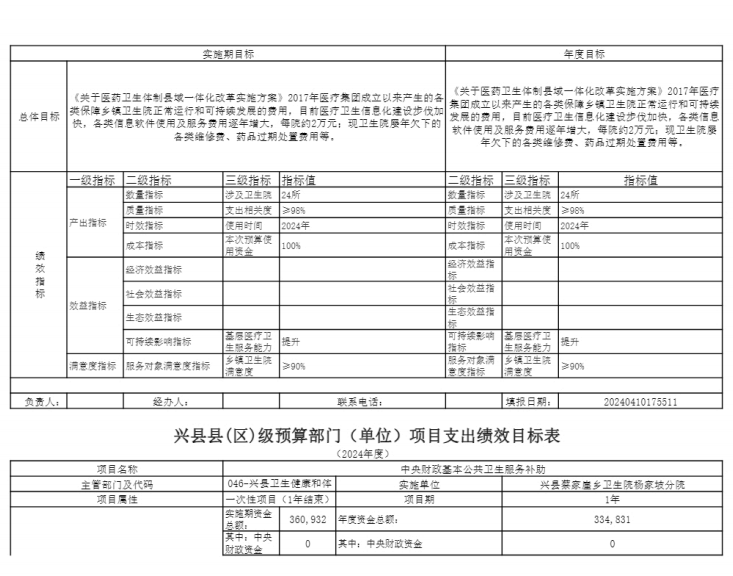 实施期目标 年度目标
总体目标
《关于医药卫生体制县域一体化改革实施方案》2017年医疗集团成立以来产生的各
类保障乡镇卫生院正常运行和可持续发展的费用，目前医疗卫生信息化建设步伐加
快，各类信息软件使用及服务费用逐年增大，每院约2万元；现卫生院屡年欠下的
各类维修费、药品过期处置费用等。
《关于医药卫生体制县域一体化改革实施方案》2017年医疗
集团成立以来产生的各类保障乡镇卫生院正常运行和可持续
发展的费用，目前医疗卫生信息化建设步伐加快，各类信息
软件使用及服务费用逐年增大，每院约2万元；现卫生院屡
年欠下的各类维修费、药品过期处置费用等。
绩效指标
一级指标 二级指标 三级指标 指标值 二级指标 三级指标 指标值
产出指标
数量指标 涉及卫生院 24所 数量指标 涉及卫生院 24所
质量指标 支出相关度 ≥98% 质量指标 支出相关度 ≥98%
时效指标 使用时间 2024年 时效指标 使用时间 2024年
成本指标 本次预算使用资金 100% 成本指标 本次预算使用资金 100%
效益指标
经济效益指标 经济效益指标
社会效益指标 社会效益指标
生态效益指标 生态效益指标
可持续影响指标 基层医疗卫生服务能力 提升 可持续影响指标 基层医疗卫生服务能力 提升
满意度指标 服务对象满意度指标 乡镇卫生院满意度 ≥90% 服务对象满意度指标 乡镇卫生院满意度 ≥90%
负责人： 经办人： 联系电话： 填报日期： 20240410175511
兴县县(区)级预算部门（单位）项目支出绩效目标表
（2024年度）
项目名称 中央财政基本公共卫生服务补助
主管部门及代码 046-兴县卫生健康和体 实施单位 兴县蔡家崖乡卫生院杨家坡分院
项目属性 一次性项目（1年结束） 项目期 1年
实施期资金总额： 360,932 年度资金总额： 334,831
其中：中央财政资金 0 其中：中央财政资金 0